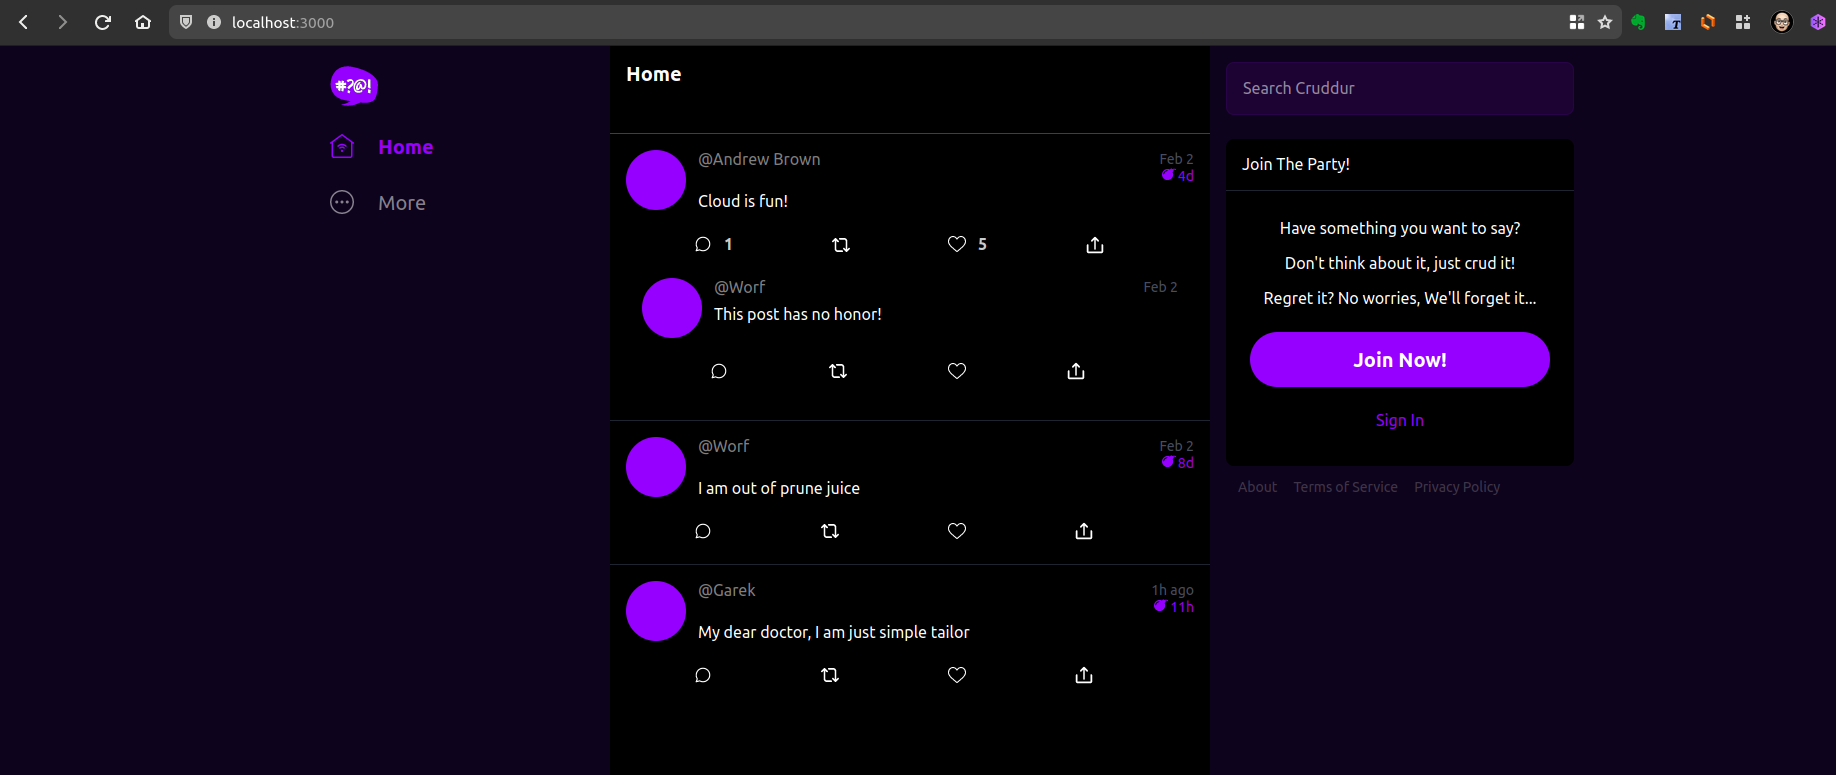 localhost:3000
#?@!
Home
More
Home
@Andrew Brown
Feb 2
4d
Cloud is fun!
1
5
@Worf
Feb 2
This post has no honor!
@Worf
Feb 2
8d
I am out of prune juice
@Garek
1h ago
11h
My dear doctor, I am just simple tailor
Search Cruddur
Join The Party!
Have something you want to say?
Don't think about it, just crud it!
Regret it? No worries, We'll forget it...
Join Now!
Sign In
About Terms of Service Privacy Policy